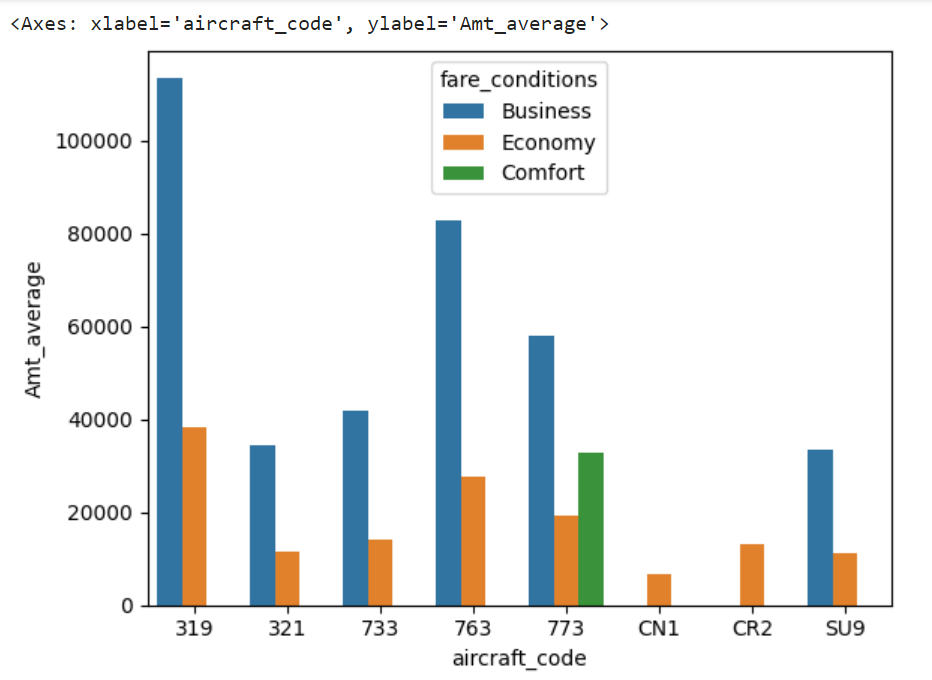 <Axes: xlabel='aircraft_code', ylabel='Amt_average'>
fare_conditions
Business
Economy
Comfort
Amt_average
100000
80000
60000
40000
20000
0
319 321 733 763 773 CN1 CR2 SU9
aircraft_code